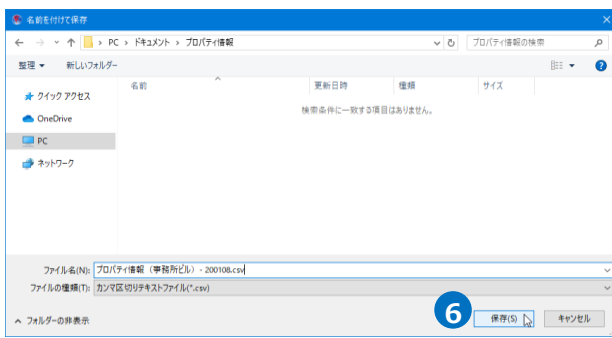 名前を付けて保存
PC › ドキュメント › プロパティ情報
プロパティ情報の検索
整理 新しいフォルダー
名前 更新日時 種類 サイズ
検索条件に一致する項目はありません。
クイック アクセス
OneDrive
PC
ネットワーク
ファイル名(N): プロパティ情報（事務所ビル）- 200108.csv
ファイルの種類(T): カンマ区切りテキストファイル(*.csv)
フォルダーの非表示
6
保存(S) キャンセル